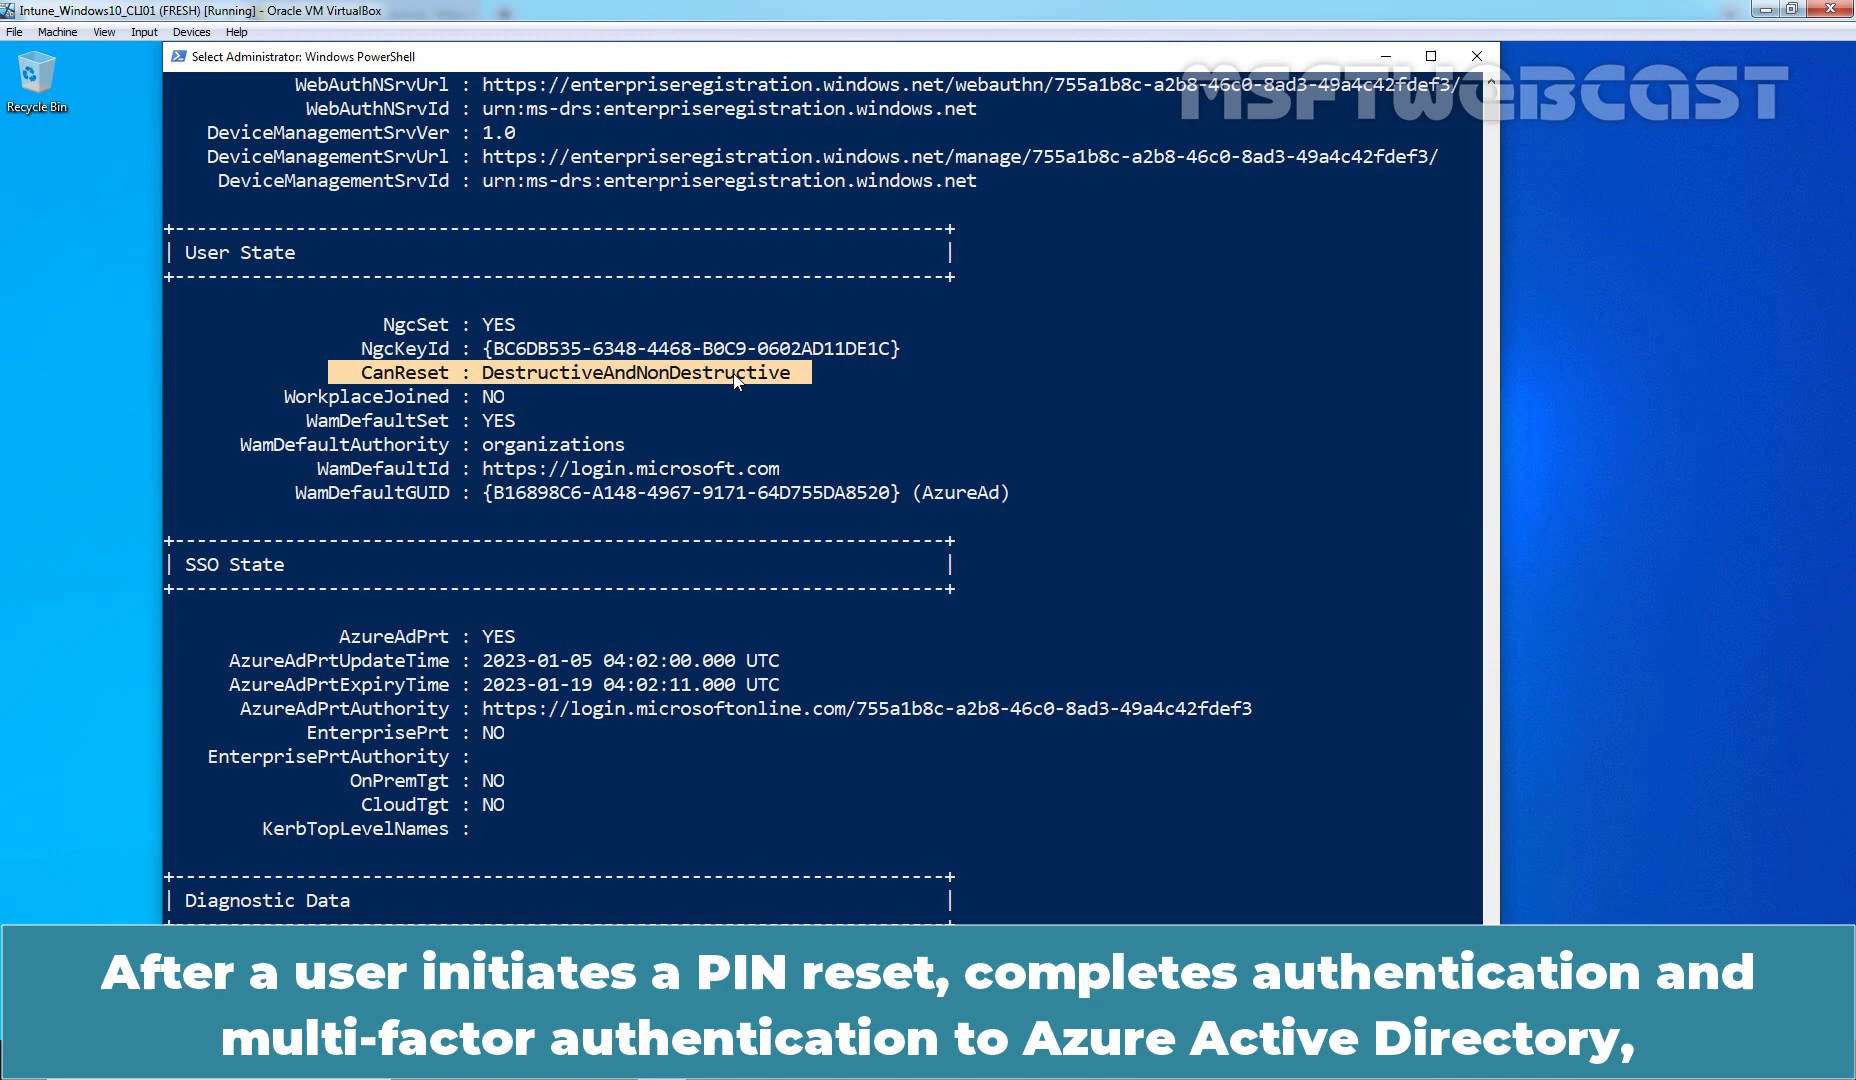 Intune_Windows10_CLI01 (FRESH) [Running] - Oracle VM VirtualBox
File Machine View Input Devices Help
Recycle Bin
Select Administrator: Windows PowerShell
MSFTWEBCAST
WebAuthNSrvUrl : https://enterpriseregistration.windows.net/webauthn/755a1b8c-a2b8-46c0-8ad3-49a4c42fdef3/
WebAuthNSrvId : urn:ms-drs:enterpriseregistration.windows.net
DeviceManagementSrvVer : 1.0
DeviceManagementSrvUrl : https://enterpriseregistration.windows.net/manage/755a1b8c-a2b8-46c0-8ad3-49a4c42fdef3/
DeviceManagementSrvId : urn:ms-drs:enterpriseregistration.windows.net
+----------------------------------------------------------------------+
| User State |
+----------------------------------------------------------------------+
NgcSet : YES
NgcKeyId : {BC6DB535-6348-4468-B0C9-0602AD11DE1C}
CanReset : DestructiveAndNonDestructive
WorkplaceJoined : NO
WamDefaultSet : YES
WamDefaultAuthority : organizations
WamDefaultId : https://login.microsoft.com
WamDefaultGUID : {B16898C6-A148-4967-9171-64D755DA8520} (AzureAd)
+----------------------------------------------------------------------+
| SSO State |
+----------------------------------------------------------------------+
AzureAdPrt : YES
AzureAdPrtUpdateTime : 2023-01-05 04:02:00.000 UTC
AzureAdPrtExpiryTime : 2023-01-19 04:02:11.000 UTC
AzureAdPrtAuthority : https://login.microsoftonline.com/755a1b8c-a2b8-46c0-8ad3-49a4c42fdef3
EnterprisePrt : NO
EnterprisePrtAuthority :
OnPremTgt : NO
CloudTgt : NO
KerbTopLevelNames :
+----------------------------------------------------------------------+
| Diagnostic Data |
After a user initiates a PIN reset, completes authentication and
multi-factor authentication to Azure Active Directory,